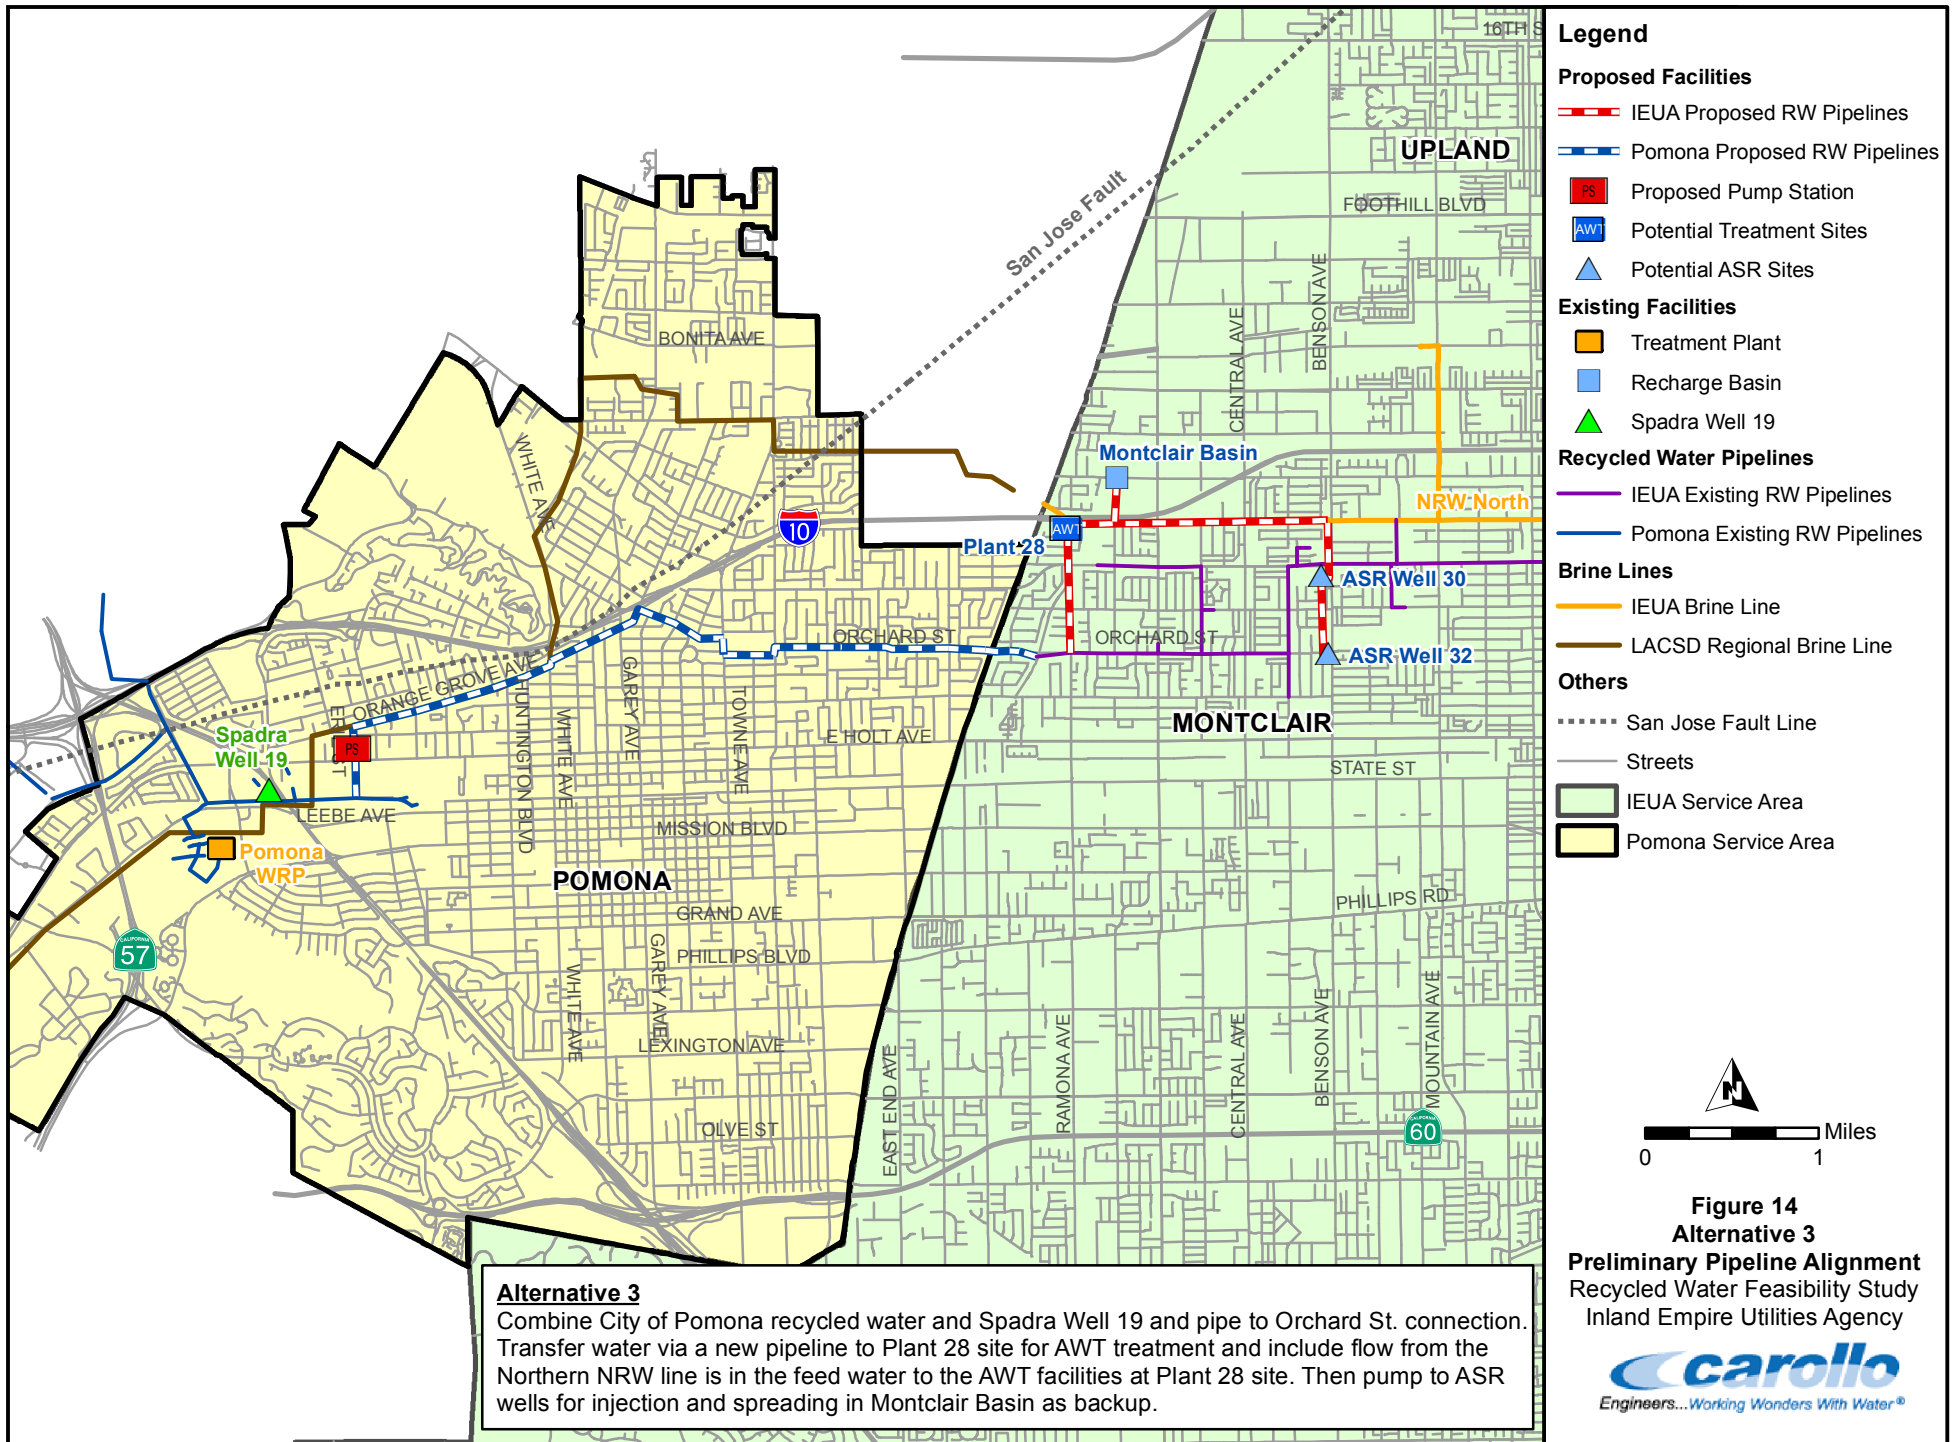 16TH S
UPLAND
FOOTHILL BLVD
San Jose Fault
BENSON AVE
CENTRAL AVE
BONITA AVE
WHITE AVE
Montclair Basin
NRW North
10
AWT
Plant 28
ASR Well 30
ORCHARD ST
ORCHARD ST
ASR Well 32
ORANGE GROVE AVE
GAREY AVE
HUNTINGTON BLVD
WHITE AVE
TOWNE AVE
MONTCLAIR
E HOLT AVE
Spadra
Well 19
PS
STATE ST
LEEBE AVE
MISSION BLVD
Pomona
WRP
POMONA
PHILLIPS RD
GRAND AVE
CALIFORNIA
57
PHILLIPS BLVD
GAREY AVE
WHITE AVE
LEXINGTON AVE
EAST END AVE
RAMONA AVE
CENTRAL AVE
BENSON AVE
MOUNTAIN AVE
OLVE ST
CALIFORNIA
60
Alternative 3
Combine City of Pomona recycled water and Spadra Well 19 and pipe to Orchard St. connection.
Transfer water via a new pipeline to Plant 28 site for AWT treatment and include flow from the
Northern NRW line is in the feed water to the AWT facilities at Plant 28 site. Then pump to ASR
wells for injection and spreading in Montclair Basin as backup.
Legend
Proposed Facilities
IEUA Proposed RW Pipelines
Pomona Proposed RW Pipelines
PS Proposed Pump Station
AWT Potential Treatment Sites
Potential ASR Sites
Existing Facilities
Treatment Plant
Recharge Basin
Spadra Well 19
Recycled Water Pipelines
IEUA Existing RW Pipelines
Pomona Existing RW Pipelines
Brine Lines
IEUA Brine Line
LACSD Regional Brine Line
Others
San Jose Fault Line
Streets
IEUA Service Area
Pomona Service Area
N
Miles
0 1
Figure 14
Alternative 3
Preliminary Pipeline Alignment
Recycled Water Feasibility Study
Inland Empire Utilities Agency
carollo
Engineers...Working Wonders With Water®